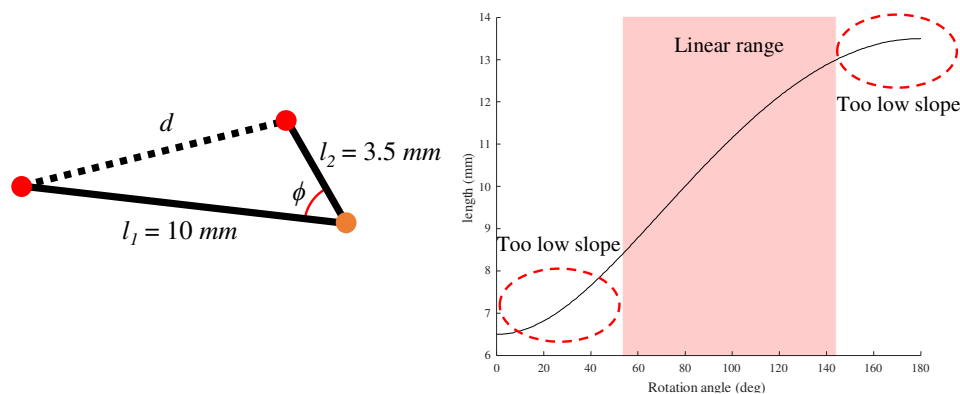 d
l2 = 3.5 mm
ϕ
l1 = 10 mm
14
13
12
11
10
9
8
7
6
length (mm)
Linear range
Too low slope
Too low slope
0 20 40 60 80 100 120 140 160 180
Rotation angle (deg)